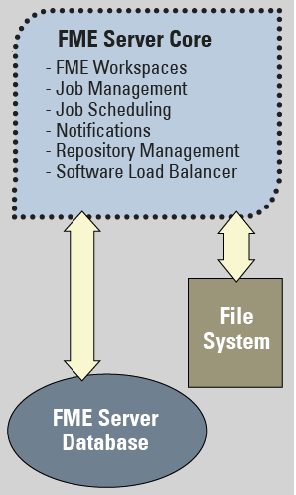 FME Server Core
- FME Workspaces
- Job Management
- Job Scheduling
- Notifications
- Repository Management
- Software Load Balancer
File
System
FME Server
Database